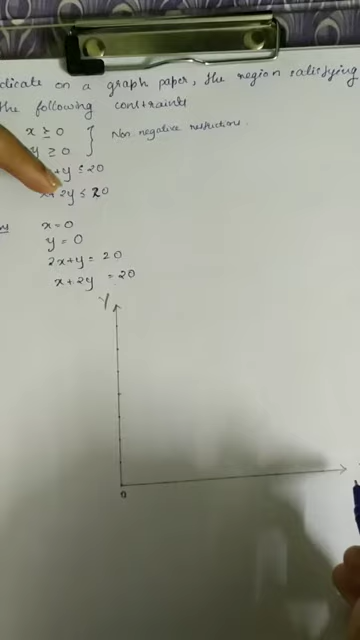 dicate on a graph paper, the region satisfying
the following contraints
x ≥ 0
y ≥ 0
Non negative restrictions.
+y ≤ 20
x+2y ≤ 20
x=0
y = 0
2x+y = 20
x+2y = 20
Y
0